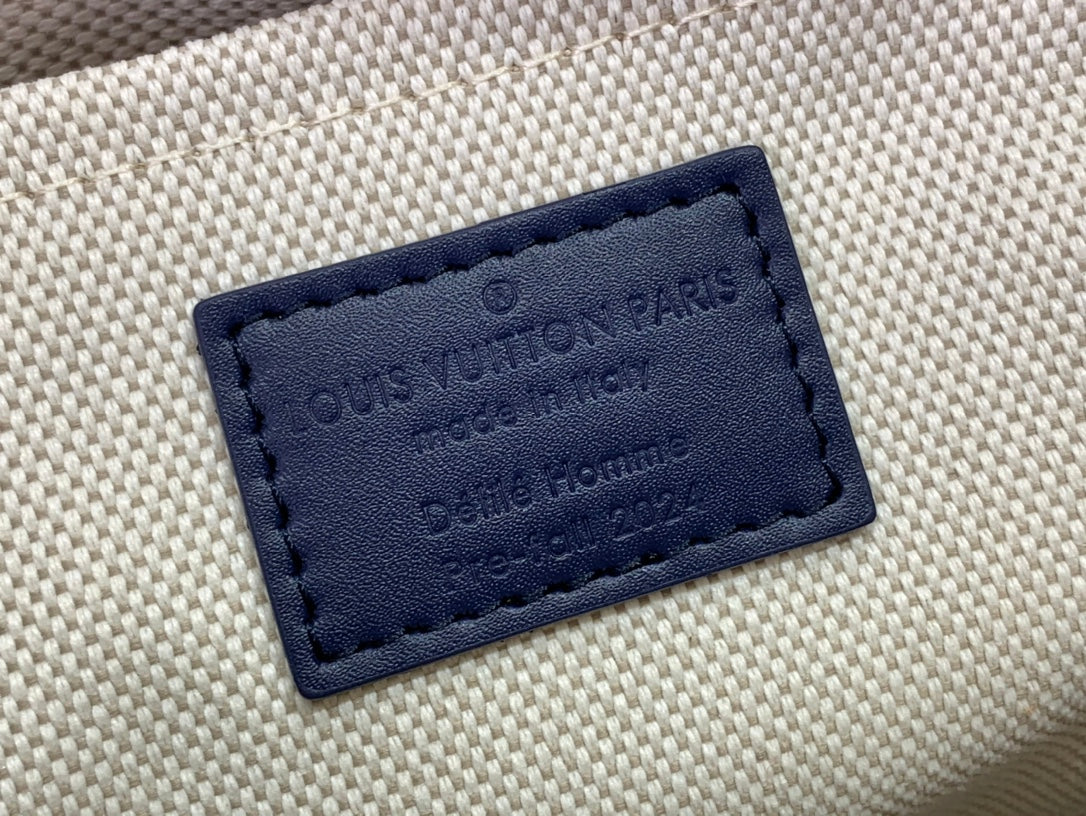 ®
LOUIS VUITTON PARIS
made in Italy
Défilé Homme
Pre-fall 2024